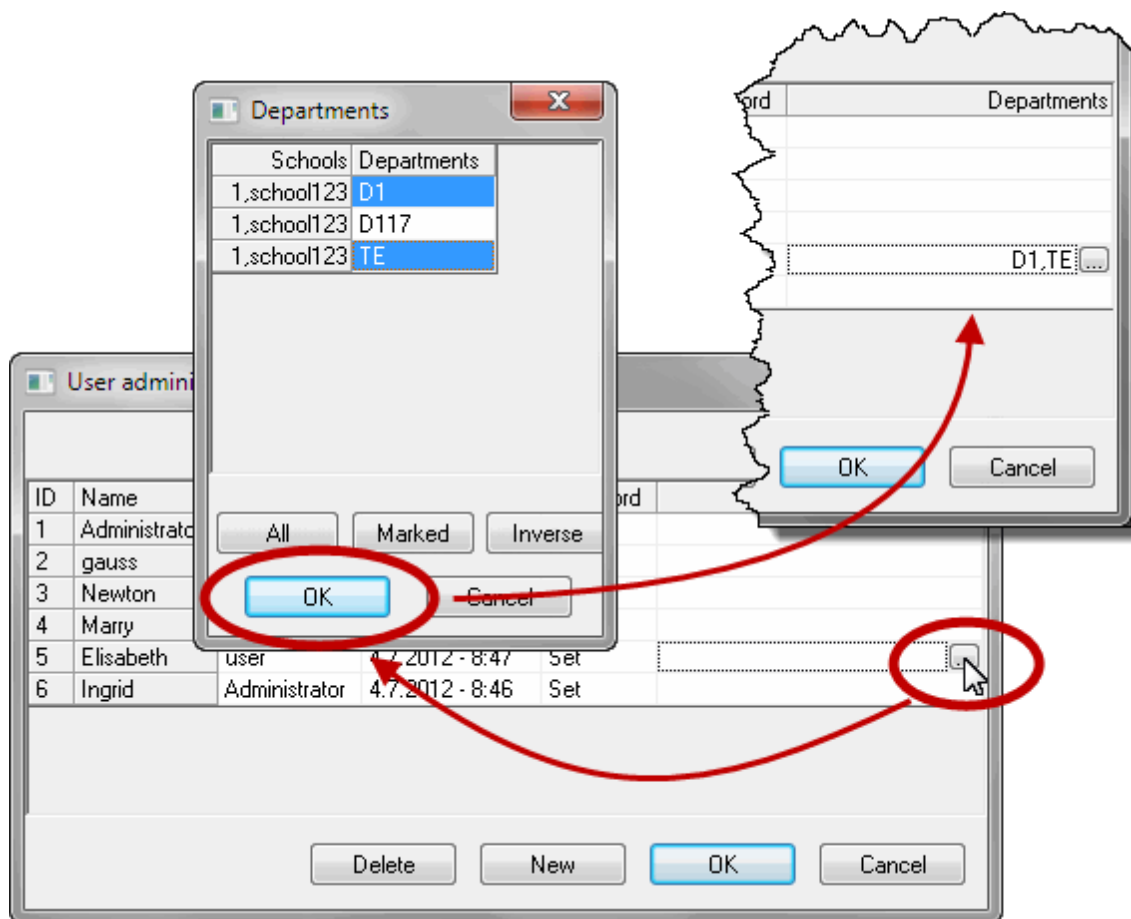 Departments
Schools Departments
1,school123 D1
1,school123 D117
1,school123 TE
All Marked Inverse
OK Cancel
Departments
D1,TE ...
OK Cancel
User admini
ID Name
1 Administrato
2 gauss
3 Newton
4 Marry
5 Elisabeth user 4.7.2012 - 8:47 Set
6 Ingrid Administrator 4.7.2012 - 8:46 Set
Delete New OK Cancel